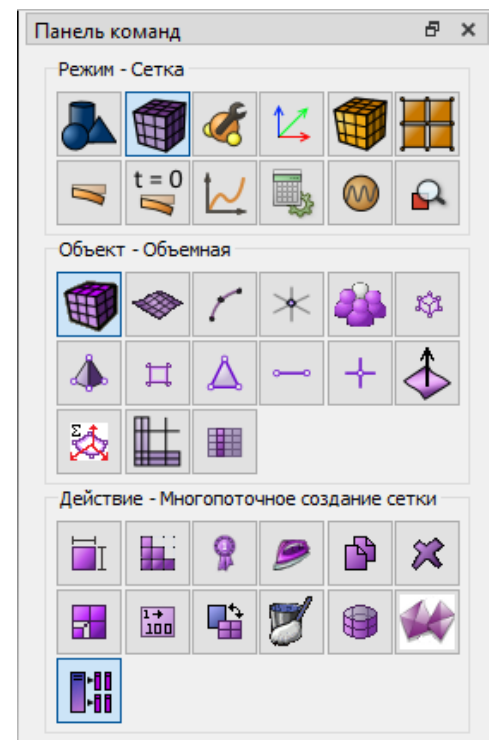 Панель команд
Режим - Сетка
t = 0
Объект - Объемная
Σ
Действие - Многопоточное создание сетки
1→
100